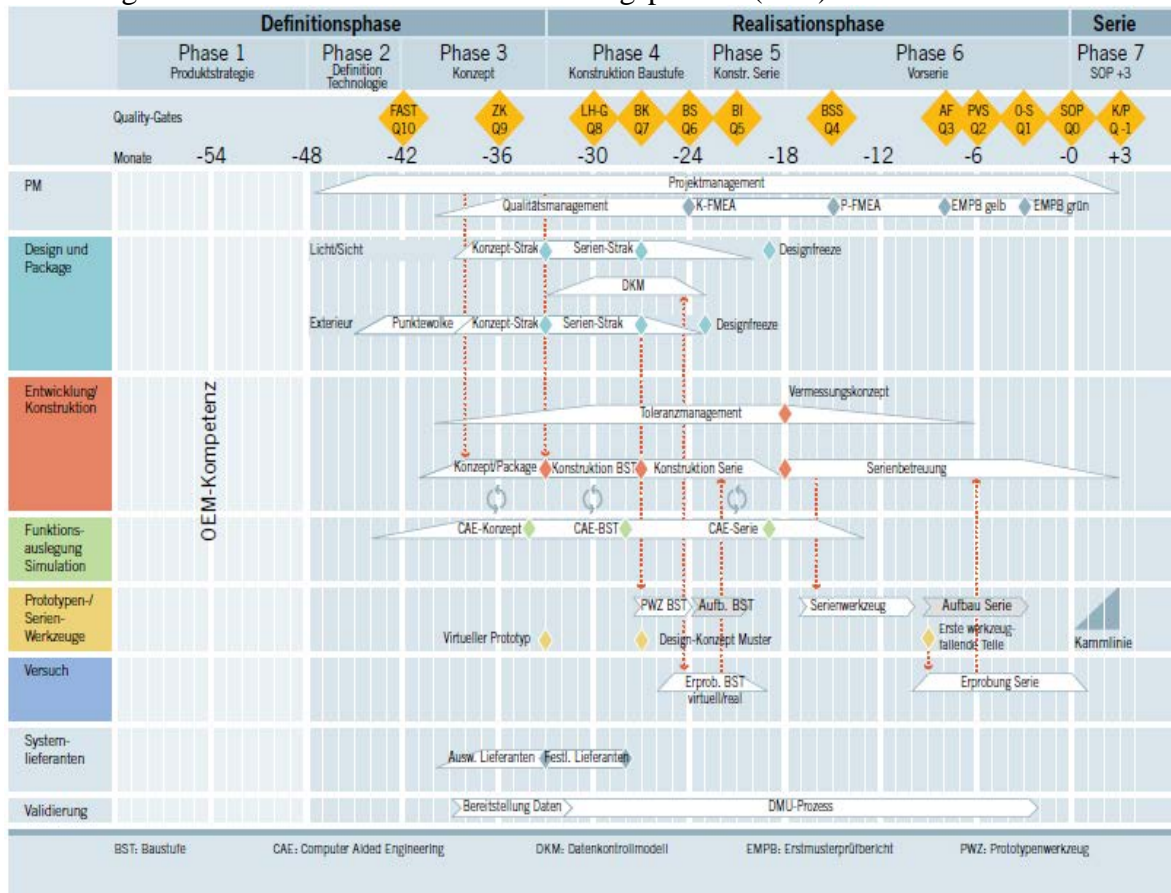 Definitionsphase Realisationsphase Serie
Phase 1 Phase 2 Phase 3 Phase 4 Phase 5 Phase 6 Phase 7
Produktstrategie Definition Konzept Konstruktion Baustufe Konstr. Serie Vorserie SOP +3
Technologie
Quality-Gates FAST ZK LH-G BK BS BI BSS AF PVS 0-S SOP K/P
Q10 Q9 Q8 Q7 Q6 Q5 Q4 Q3 Q2 Q1 Q0 Q -1
Monate -54 -48 -42 -36 -30 -24 -18 -12 -6 -0 +3
PM Projektmanagement
Qualitätsmanagement K-FMEA P-FMEA EMPB gelb EMPB grün
Design und Licht/Sicht Konzept-Strak Serien-Strak Designfreeze
Package
DKM
Exterieur Punktewolke Konzept-Strak Serien-Strak Designfreeze
OEM-Kompetenz
Entwicklung/ Vermessungskonzept
Konstruktion
Toleranzmanagement
Konzept/Package Konstruktion BST Konstruktion Serie Serienbetreuung
Funktions- CAE-Konzept CAE-BST CAE-Serie
auslegung
Simulation
Prototypen-/ PWZ BST Aufb. BST Serienwerkzeug Aufbau Serie
Serien-
Werkzeuge Virtueller Prototyp Design-Konzept Muster Erste werkzeug-
fallende Teile Kammlinie
Versuch Erprob. BST Erprobung Serie
virtuell/real
System- Ausw. Lieferanten Festl. Lieferanten
lieferanten
Validierung Bereitstellung Daten DMU-Prozess
BST: Baustufe CAE: Computer Aided Engineering DKM: Datenkontrollmodell EMPB: Erstmusterprüfbericht PWZ: Prototypenwerkzeug